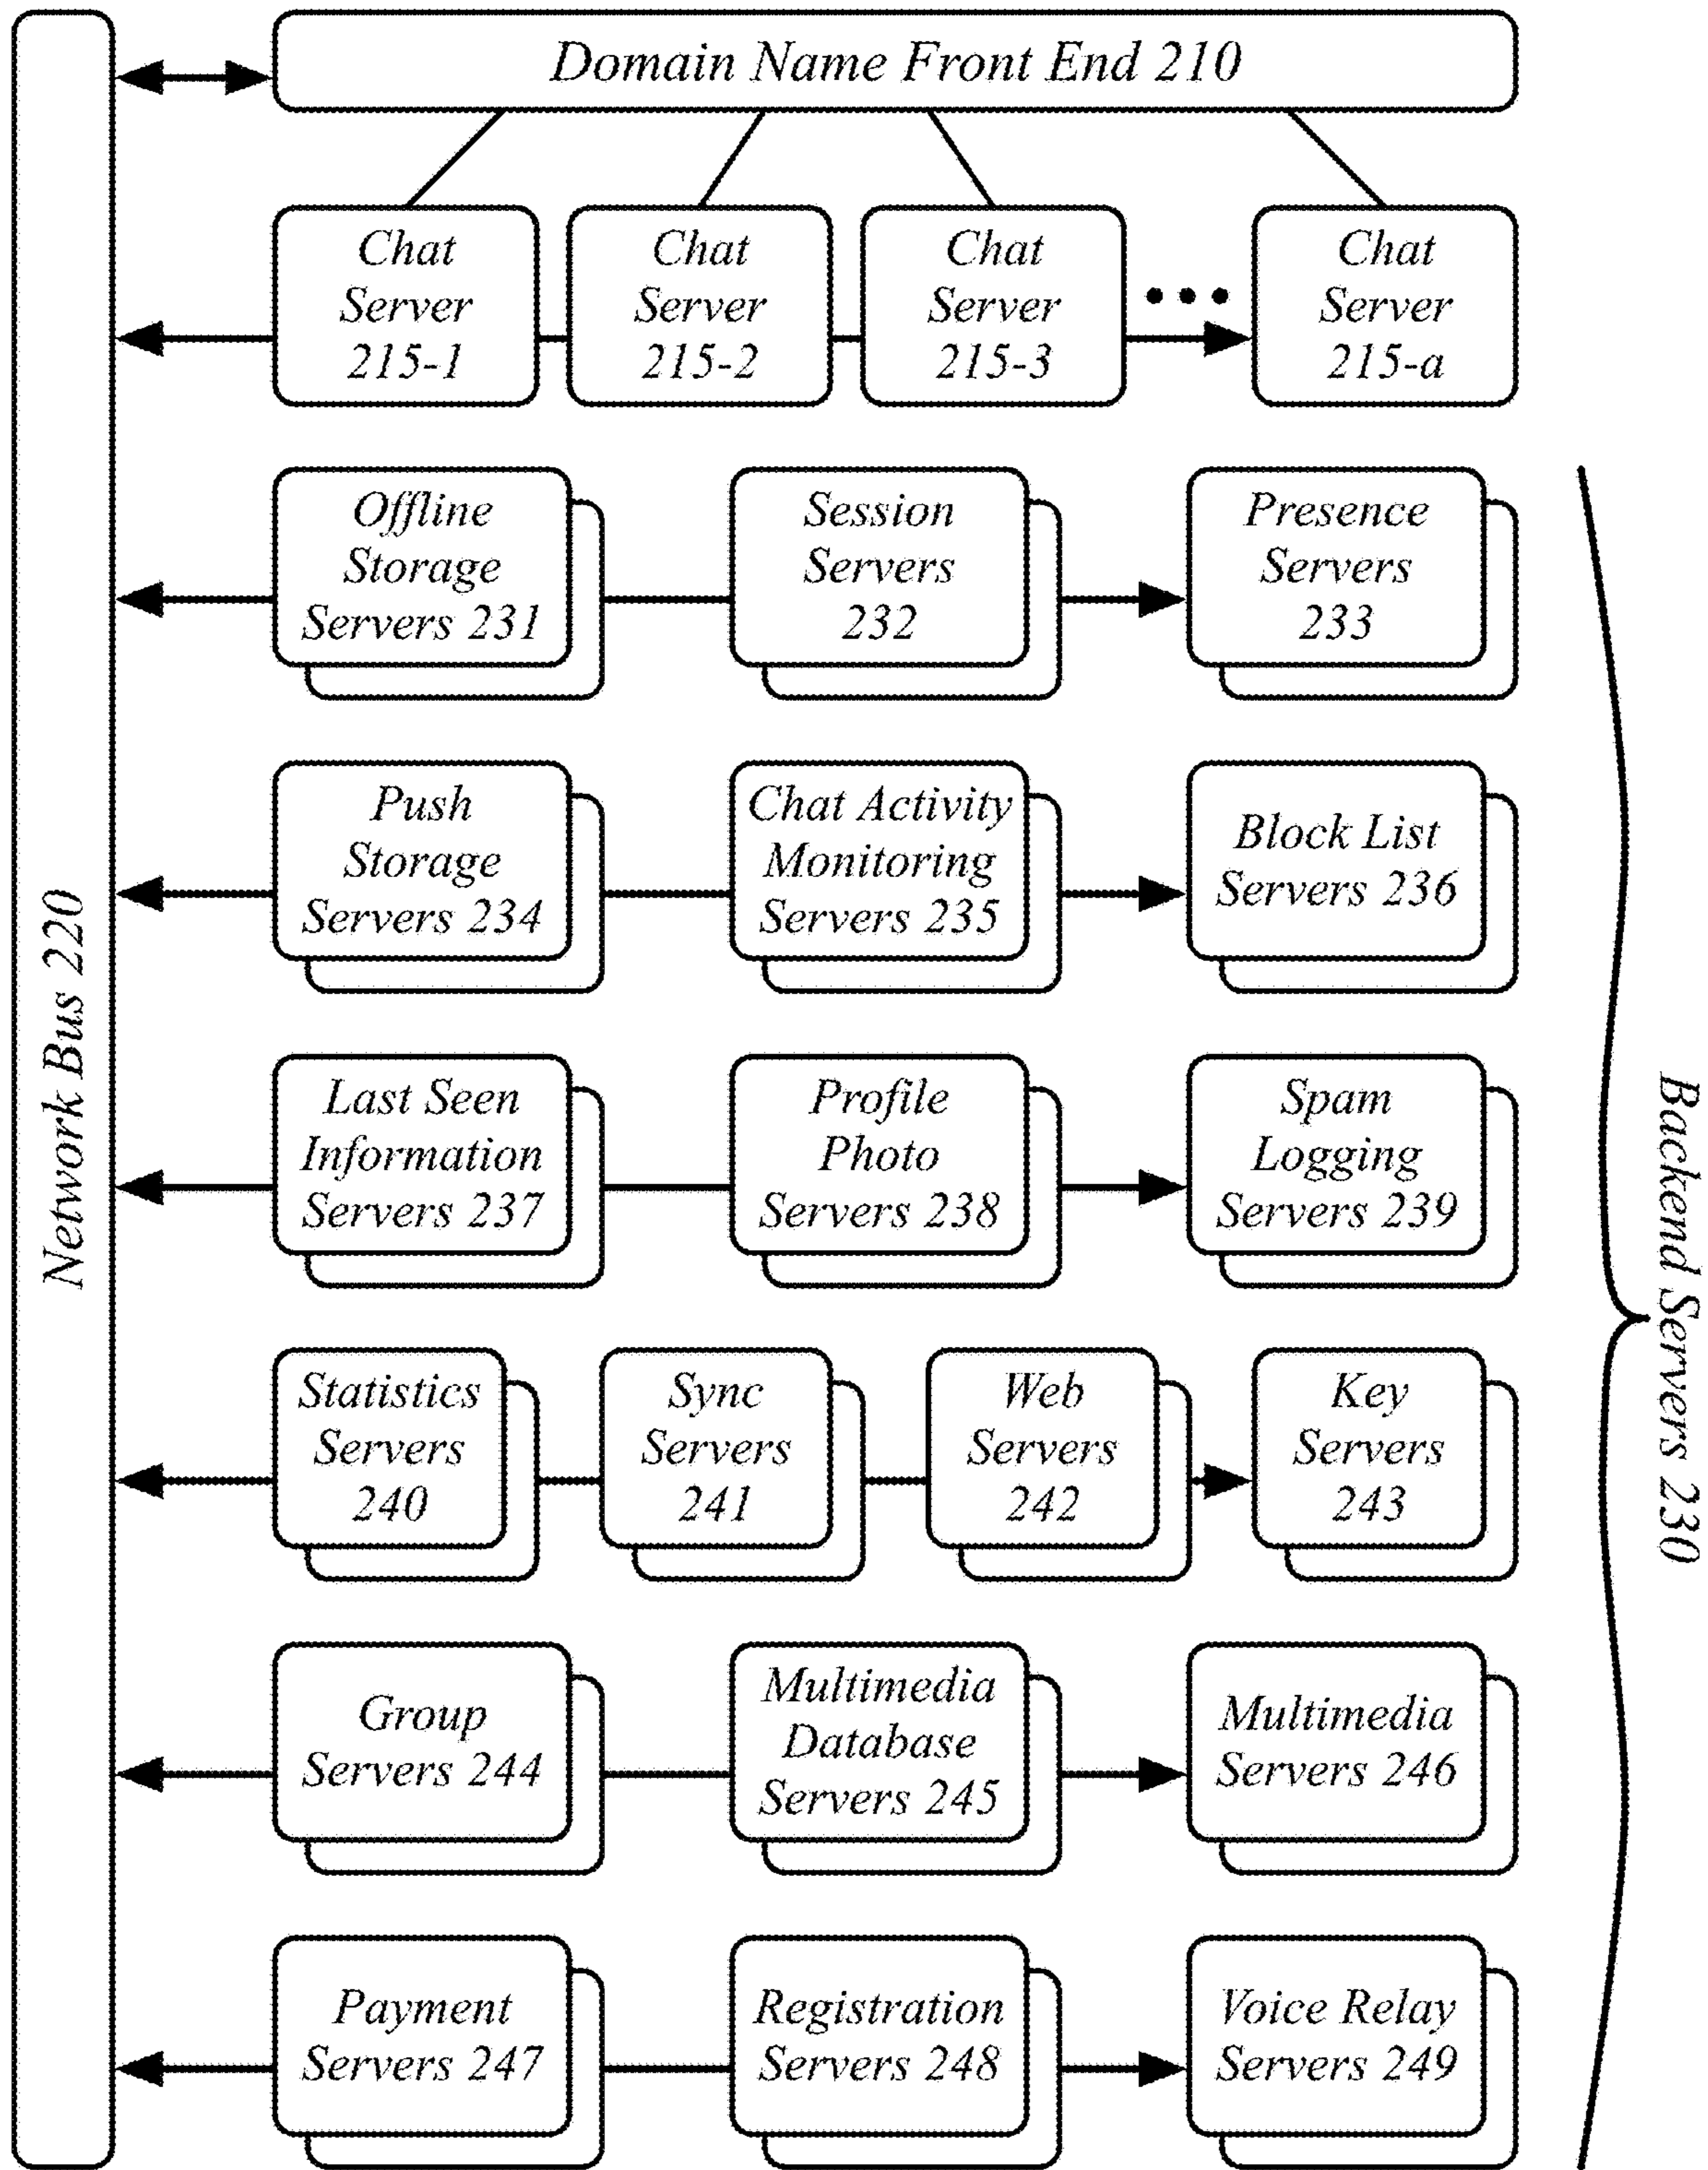 Domain Name Front End 210
Chat
Server
215-1
Chat
Server
215-2
Chat
Server
215-3
Chat
Server
215-a
Network Bus 220
Offline
Storage
Servers 231
Session
Servers
232
Presence
Servers
233
Push
Storage
Servers 234
Chat Activity
Monitoring
Servers 235
Block List
Servers 236
Last Seen
Information
Servers 237
Profile
Photo
Servers 238
Spam
Logging
Servers 239
Statistics
Servers
240
Sync
Servers
241
Web
Servers
242
Key
Servers
243
Group
Servers 244
Multimedia
Database
Servers 245
Multimedia
Servers 246
Payment
Servers 247
Registration
Servers 248
Voice Relay
Servers 249
Backend Servers 230